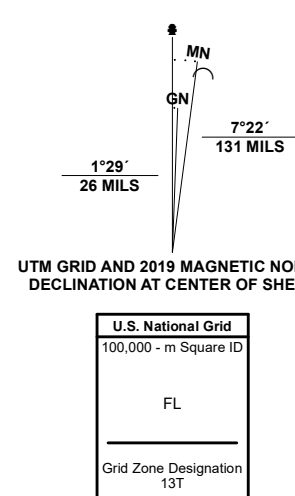 MN
GN
7°22´
131 MILS
1°29´
26 MILS
UTM GRID AND 2019 MAGNETIC NO
DECLINATION AT CENTER OF SHE
U.S. National Grid
100,000 - m Square ID
FL
Grid Zone Designation
13T